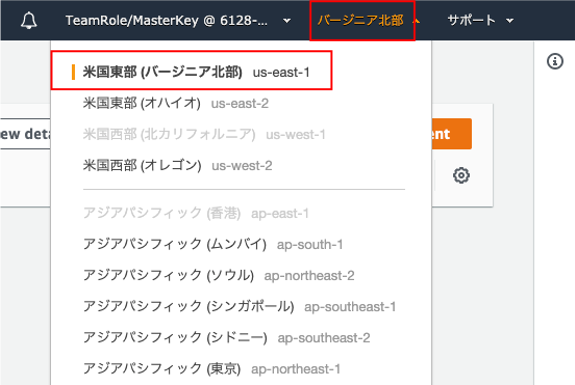 TeamRole/MasterKey @ 6128-... バージニア北部 サポート
米国東部 (バージニア北部) us-east-1
米国東部 (オハイオ) us-east-2
米国西部 (北カリフォルニア) us-west-1
ew deta ent
米国西部 (オレゴン) us-west-2
アジアパシフィック (香港) ap-east-1
アジアパシフィック (ムンバイ) ap-south-1
アジアパシフィック (ソウル) ap-northeast-2
アジアパシフィック (シンガポール) ap-southeast-1
アジアパシフィック (シドニー) ap-southeast-2
アジアパシフィック (東京) ap-northeast-1